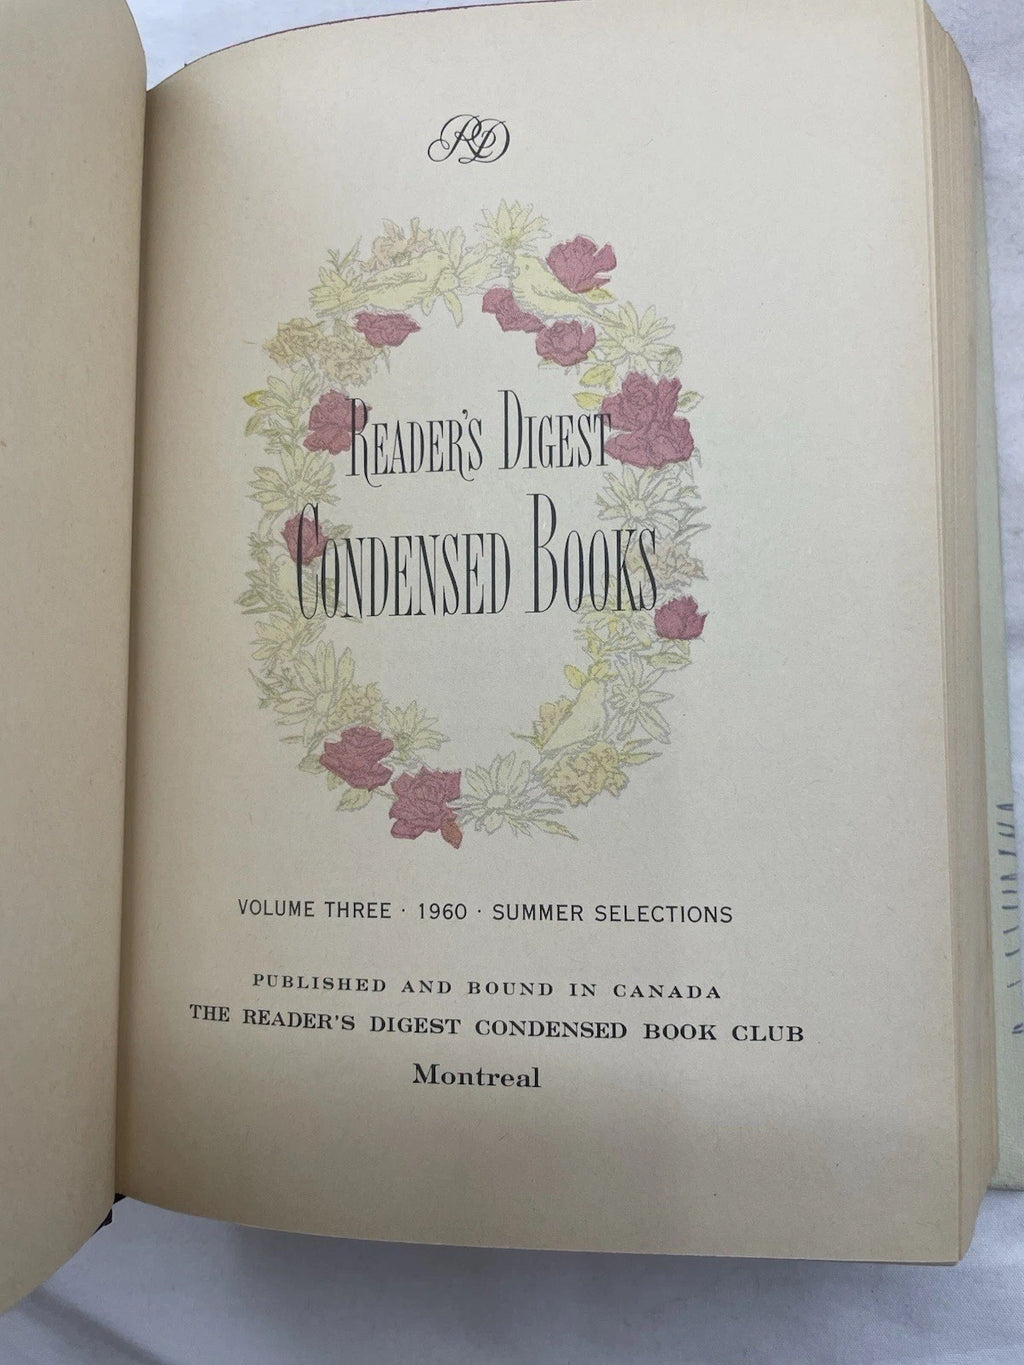 RD
READER'S DIGEST
CONDENSED BOOKS
VOLUME THREE · 1960 · SUMMER SELECTIONS
PUBLISHED AND BOUND IN CANADA
THE READER'S DIGEST CONDENSED BOOK CLUB
Montreal